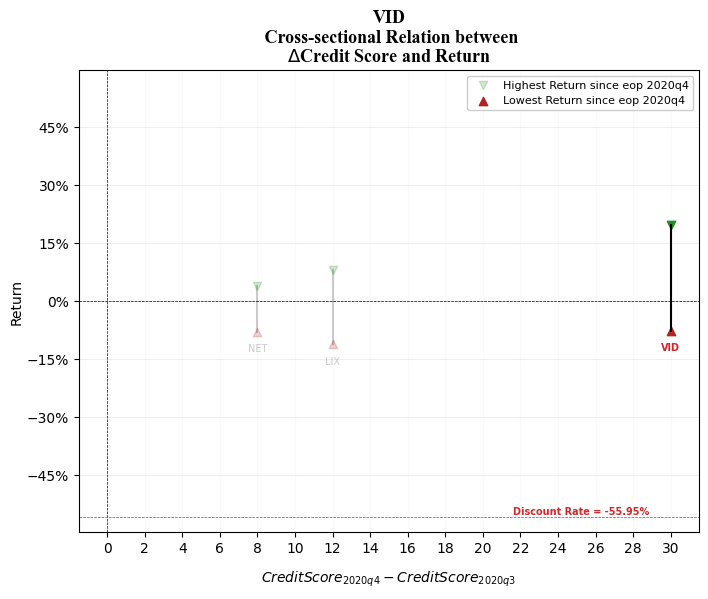 VID
Cross-sectional Relation between
ΔCredit Score and Return
Highest Return since eop 2020q4
Lowest Return since eop 2020q4
45%
30%
15%
0%
−15%
−30%
−45%
Return
NET
LIX
VID
Discount Rate = -55.95%
0 2 4 6 8 10 12 14 16 18 20 22 24 26 28 30
CreditScore2020q4 − CreditScore2020q3